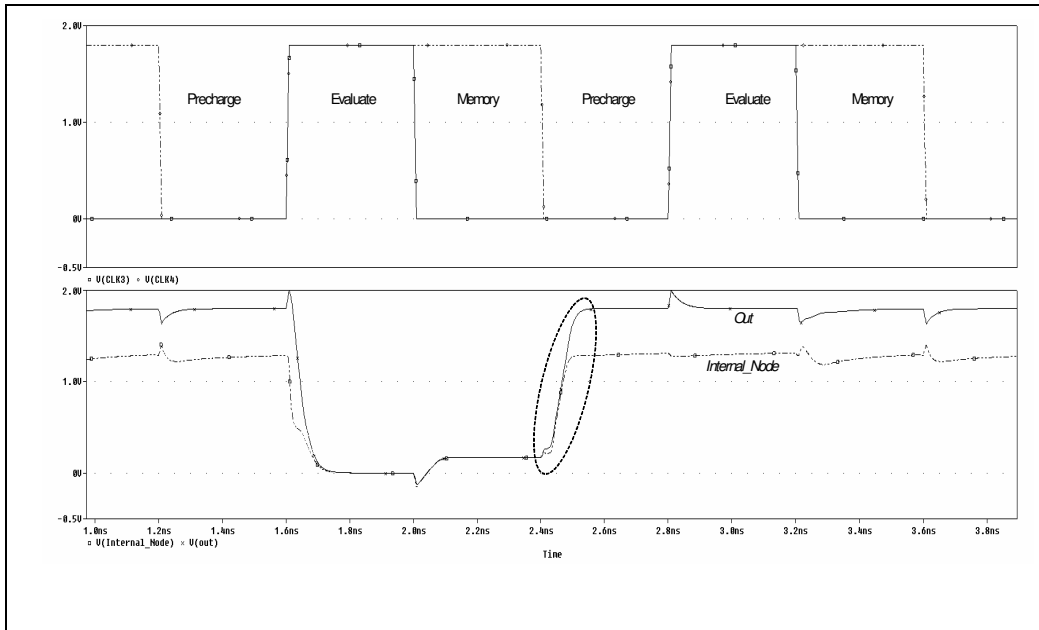 2.0V
Precharge Evaluate Memory Precharge Evaluate Memory
1.0V
0V
-0.5V
V(CLK3) V(CLK4)
2.0V
Out
Internal_Node
1.0V
0V
-0.5V
1.0ns 1.2ns 1.4ns 1.6ns 1.8ns 2.0ns 2.2ns 2.4ns 2.6ns 2.8ns 3.0ns 3.2ns 3.4ns 3.6ns 3.8ns
V(Internal_Node) × V(out)
Time